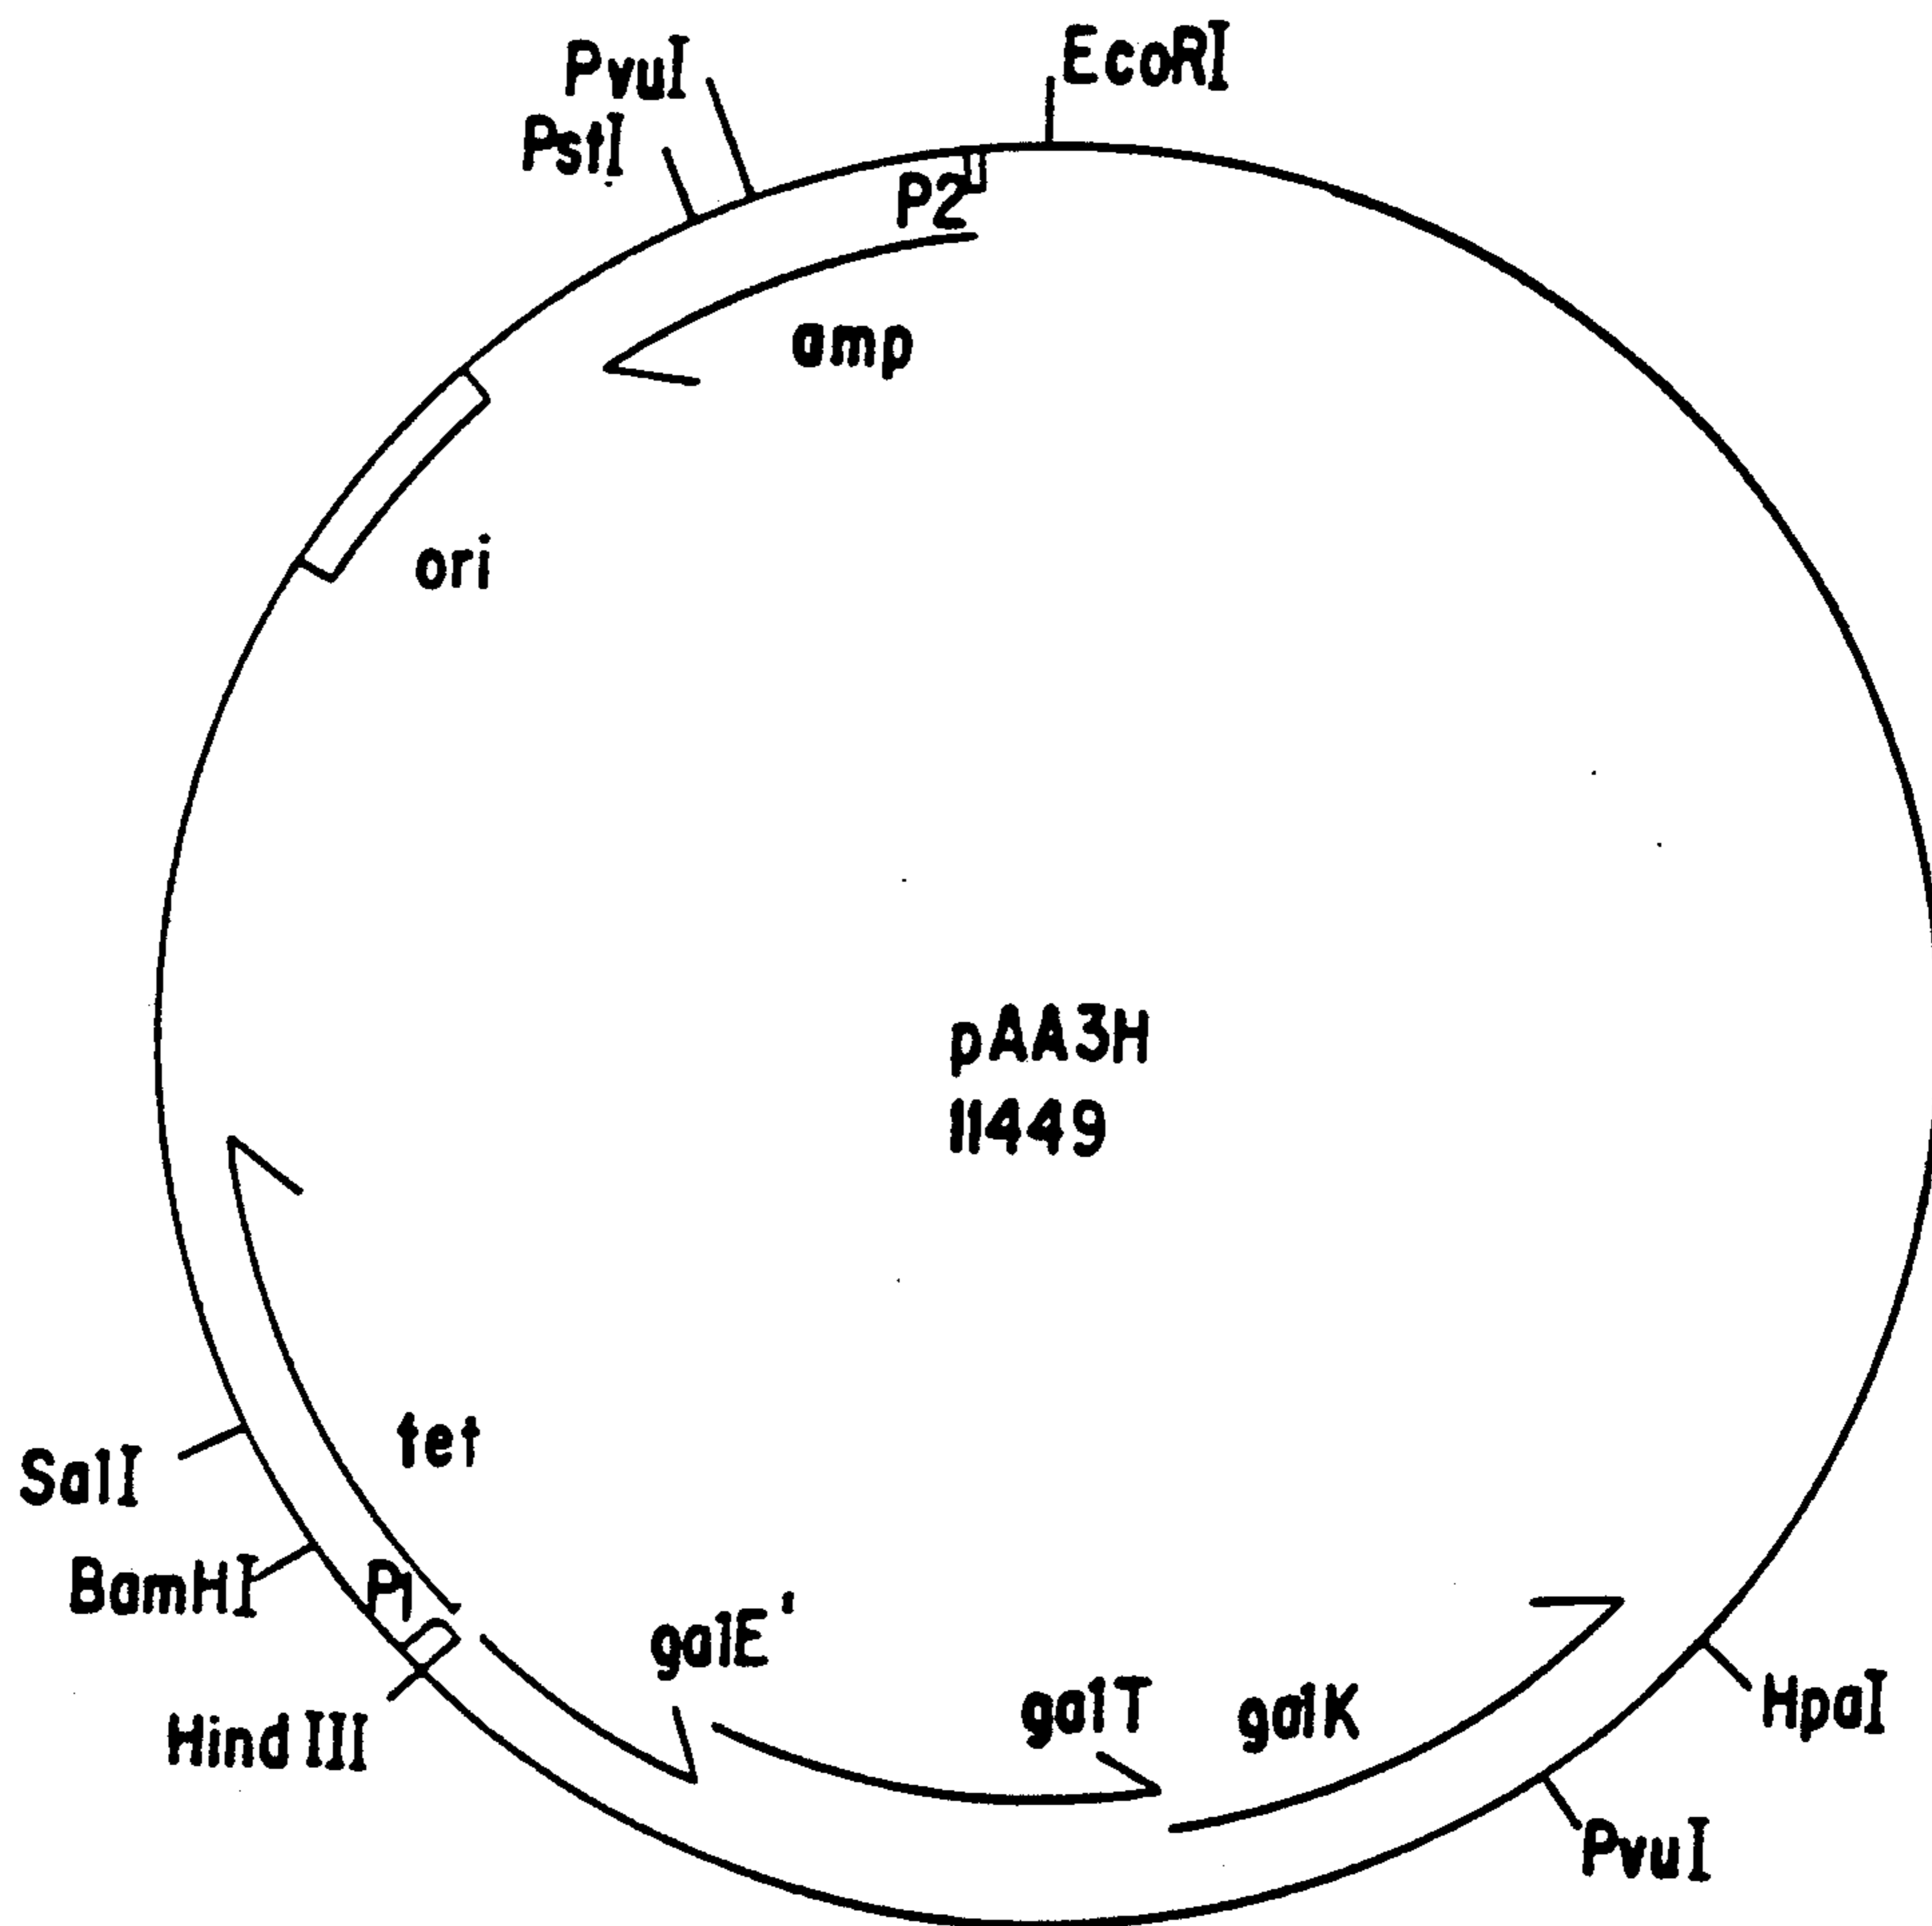 EcoRI
PvuI
PstI
P2
amp
ori
pAA3H
11449
tet
SalI
BamHI
P1
galE'
HindIII
galT
galK
HpaI
PvuI